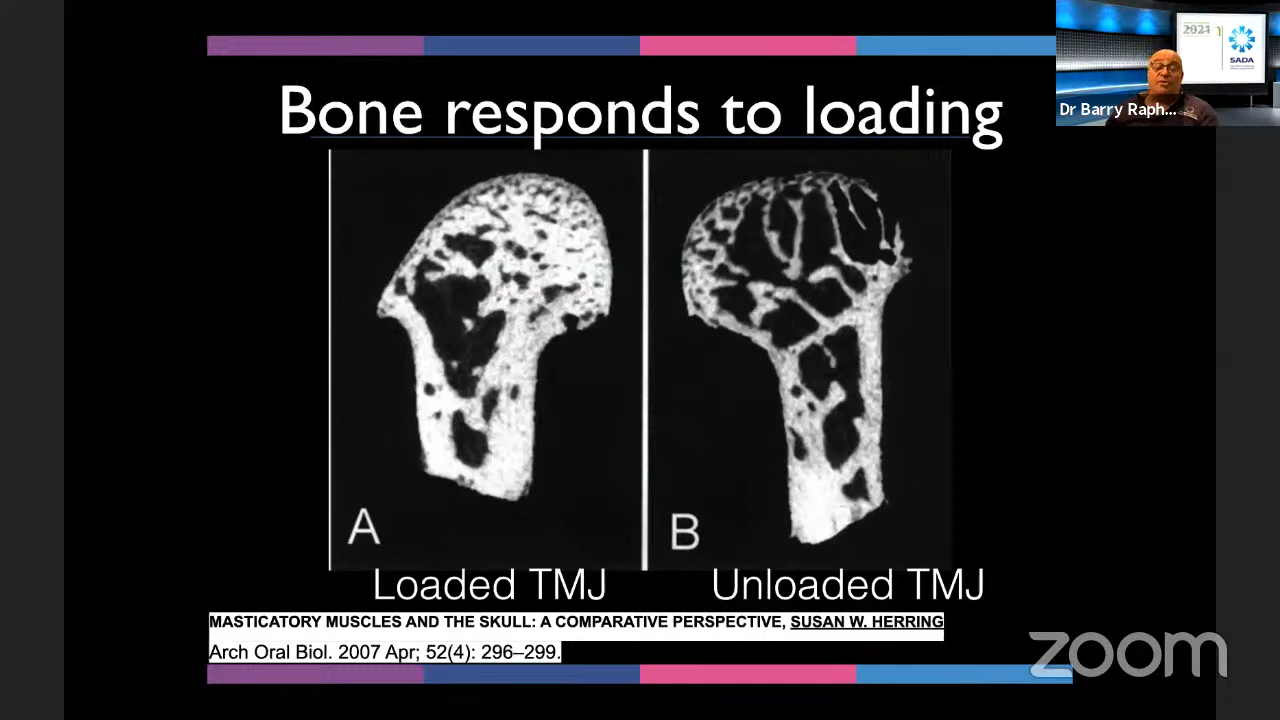 Bone responds to loading
2021
SADA
Dr Barry Raph...
A
B
Loaded TMJ
Unloaded TMJ
MASTICATORY MUSCLES AND THE SKULL: A COMPARATIVE PERSPECTIVE, SUSAN W. HERRING
Arch Oral Biol. 2007 Apr; 52(4): 296–299.
zoom